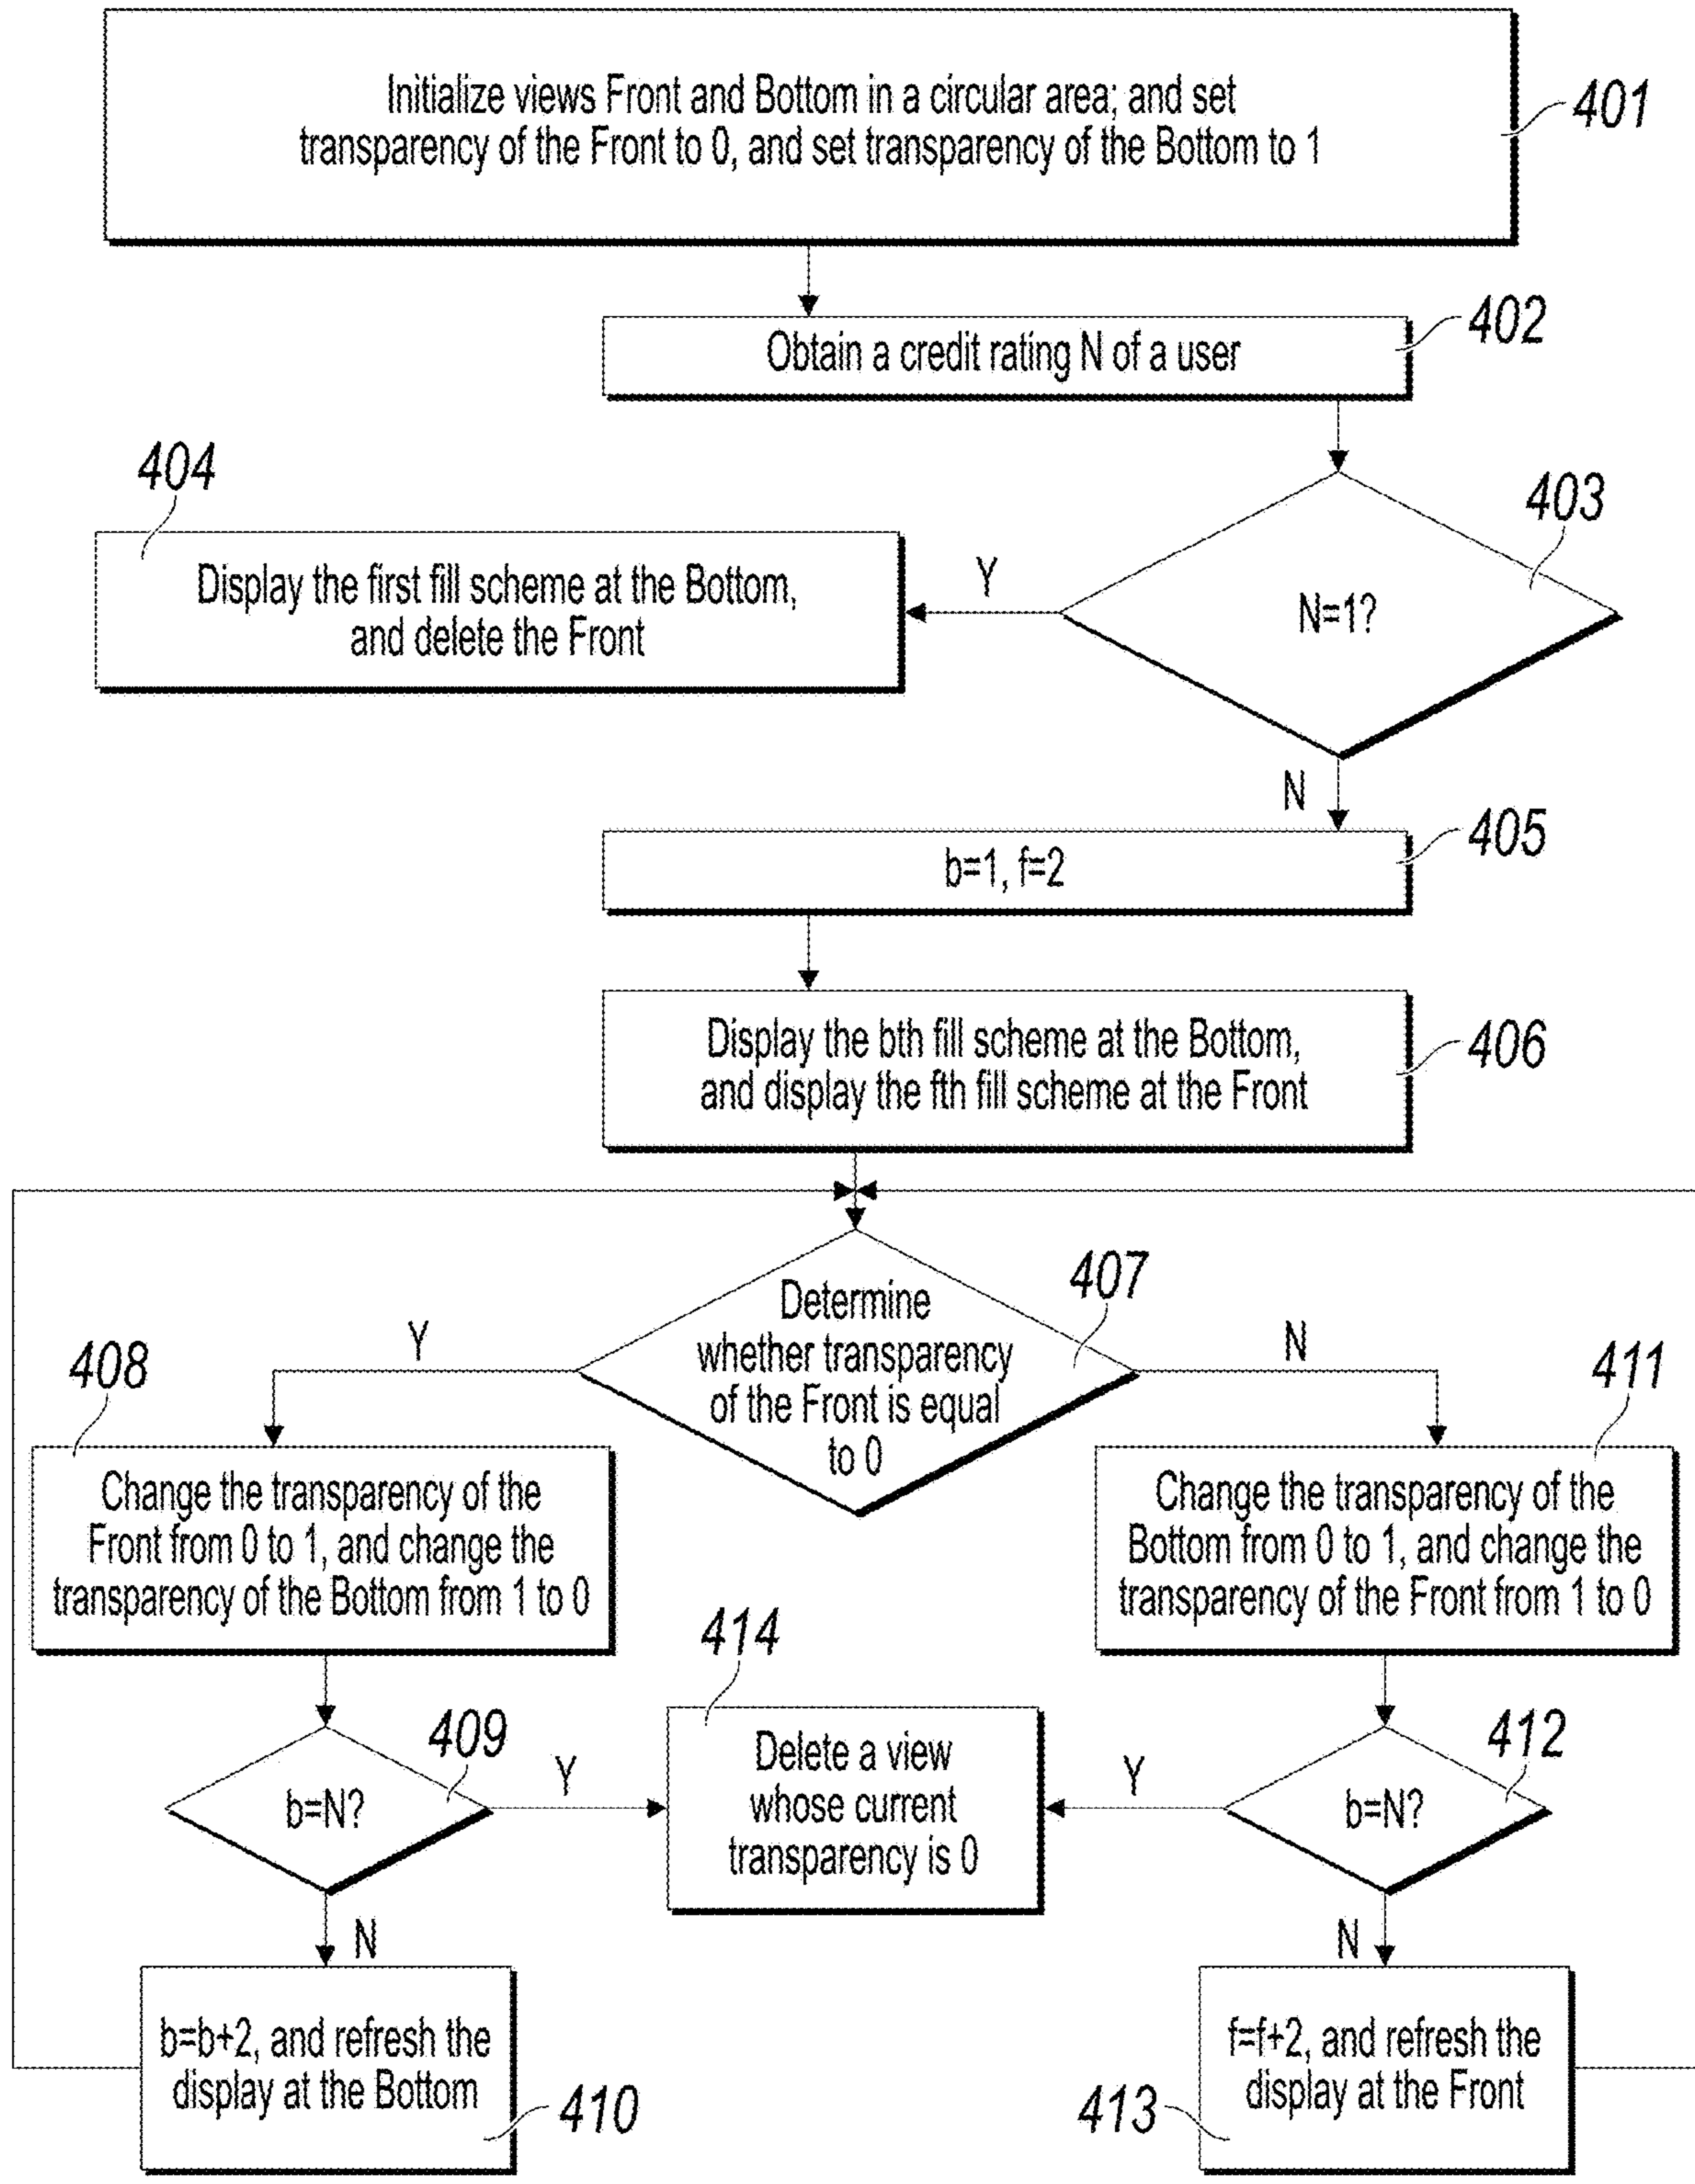 Initialize views Front and Bottom in a circular area; and set
transparency of the Front to 0, and set transparency of the Bottom to 1
401
Obtain a credit rating N of a user
402
404
403
Display the first fill scheme at the Bottom,
and delete the Front
Y
N=1?
N
405
b=1, f=2
Display the bth fill scheme at the Bottom,
and display the fth fill scheme at the Front
406
407
Determine
whether transparency
of the Front is equal
to 0
Y
N
408
411
Change the transparency of the
Front from 0 to 1, and change the
transparency of the Bottom from 1 to 0
Change the transparency of the
Bottom from 0 to 1, and change the
transparency of the Front from 1 to 0
414
409
412
b=N?
Y
Delete a view
whose current
transparency is 0
Y
b=N?
N
N
b=b+2, and refresh the
display at the Bottom
410
f=f+2, and refresh the
display at the Front
413